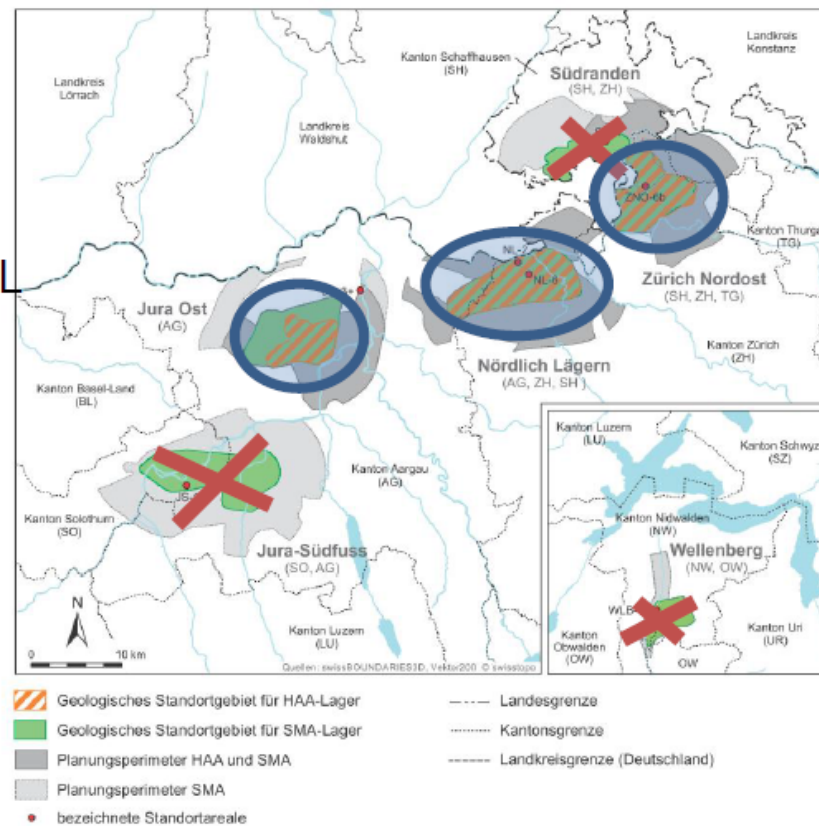 Landkreis
Konstanz
Kanton Schaffhausen
(SH)
Südranden
(SH, ZH)
Landkreis
Lörrach
Landkreis
Waldshut
ZNO-6b
Kanton Thurgau
(TG)
Zürich Nordost
(SH, ZH, TG)
L
NL-6
Jura Ost
(AG)
Nördlich Lägern
(AG, ZH, SH)
Kanton Zürich
(ZH)
Kanton Basel-Land
(BL)
Kanton Aargau
(AG)
Kanton Solothurn
(SO)
Jura-Südfuss
(SO, AG)
Kanton Luzern
(LU)
N
0 10 km
Quellen: swissBOUNDARIES3D, Vektor200 © swisstopo
Kanton Luzern
(LU)
Kanton Schwyz
(SZ)
Kanton Nidwalden
(NW)
Wellenberg
(NW, OW)
WLB
Kanton Uri
(UR)
Kanton
Obwalden
(OW)
OW
Geologisches Standortgebiet für HAA-Lager
Geologisches Standortgebiet für SMA-Lager
Planungsperimeter HAA und SMA
Planungsperimeter SMA
bezeichnete Standortareale
Landesgrenze
Kantonsgrenze
Landkreisgrenze (Deutschland)